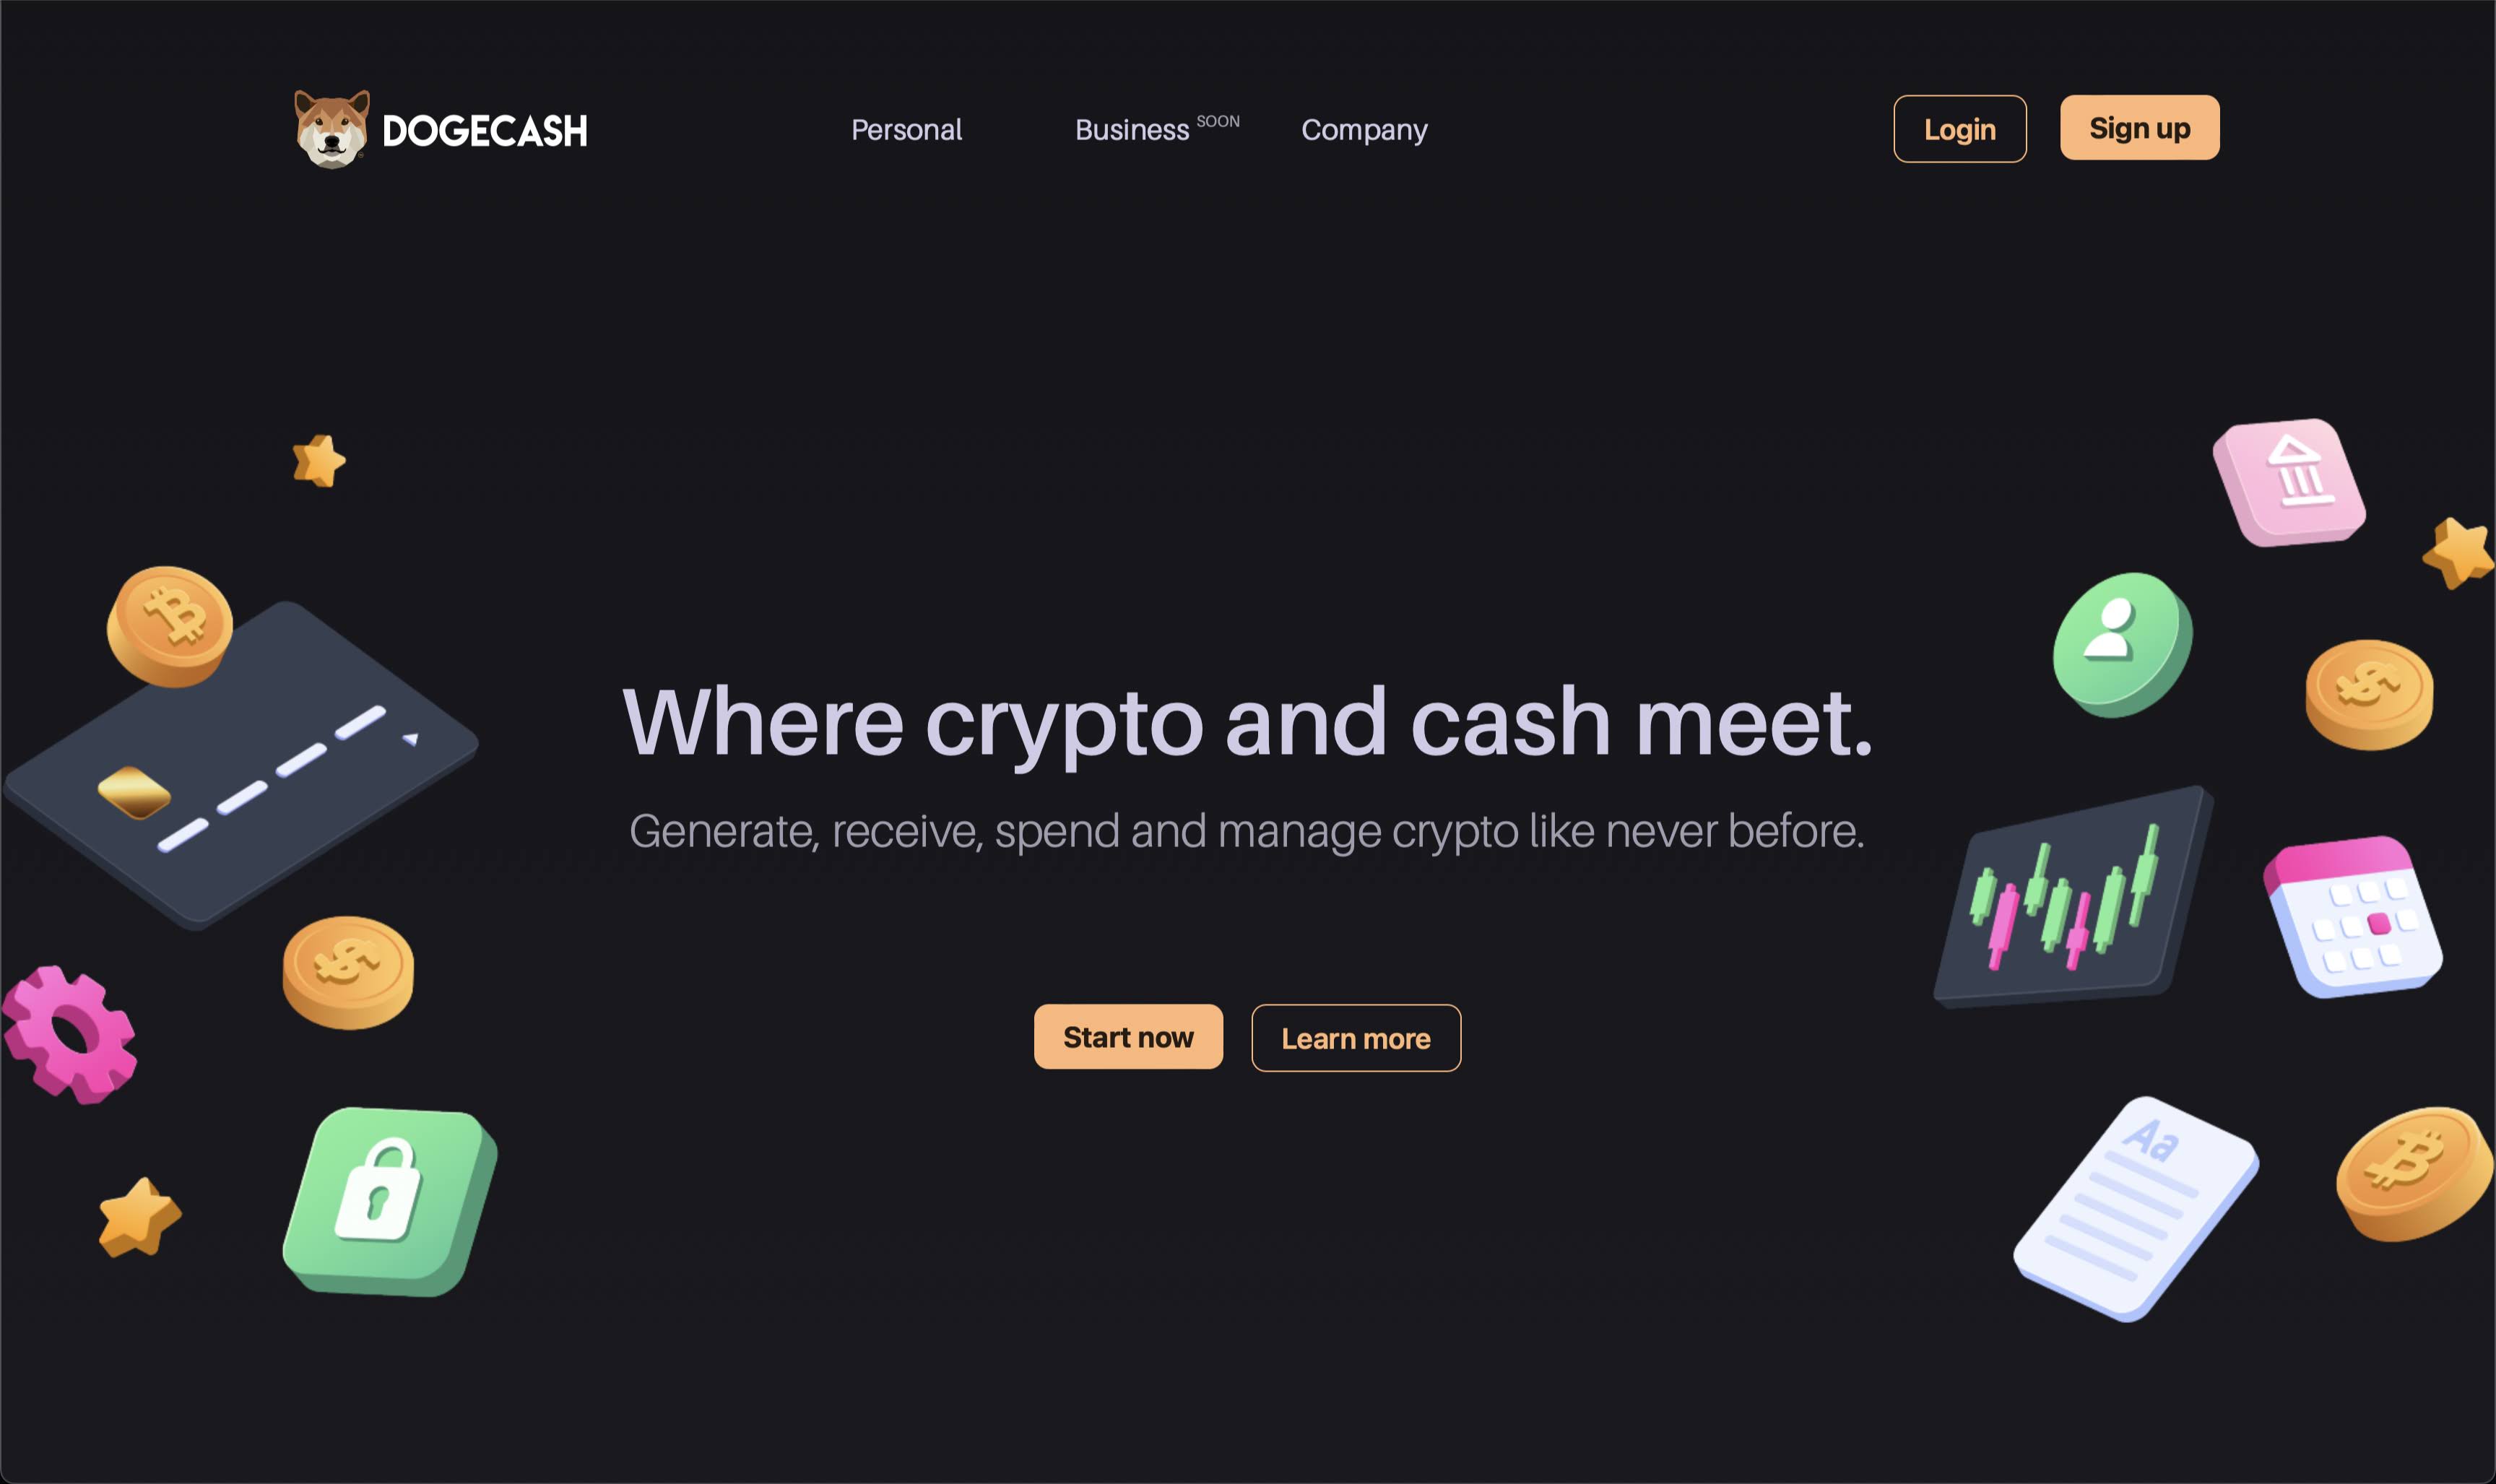 DOGECASH
Personal
Business SOON
Company
Login
Sign up
Where crypto and cash meet.
Generate, receive, spend and manage crypto like never before.
Start now
Learn more
Aa